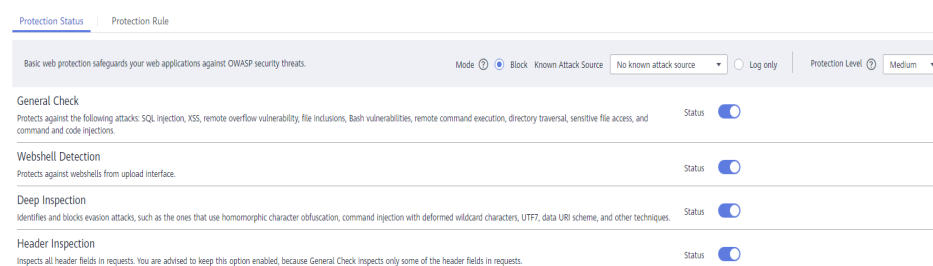 Protection Status Protection Rule
Basic web protection safeguards your web applications against OWASP security threats. Mode ? Block Known Attack Source No known attack source Log only Protection Level ? Medium
General Check
Protects against the following attacks: SQL injection, XSS, remote overflow vulnerability, file inclusions, Bash vulnerabilities, remote command execution, directory traversal, sensitive file access, and
command and code injections.
Status
Webshell Detection
Protects against webshells from upload interface.
Status
Deep Inspection
Identifies and blocks evasion attacks, such as the ones that use homomorphic character obfuscation, command injection with deformed wildcard characters, UTF7, data URI scheme, and other techniques.
Status
Header Inspection
Inspects all header fields in requests. You are advised to keep this option enabled, because General Check inspects only some of the header fields in requests.
Status